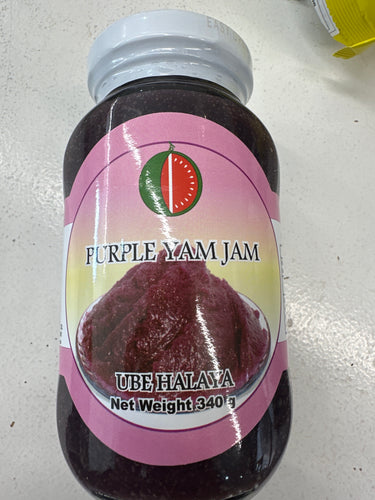 PURPLE YAM JAM
UBE HALAYA
Net Weight 340 g